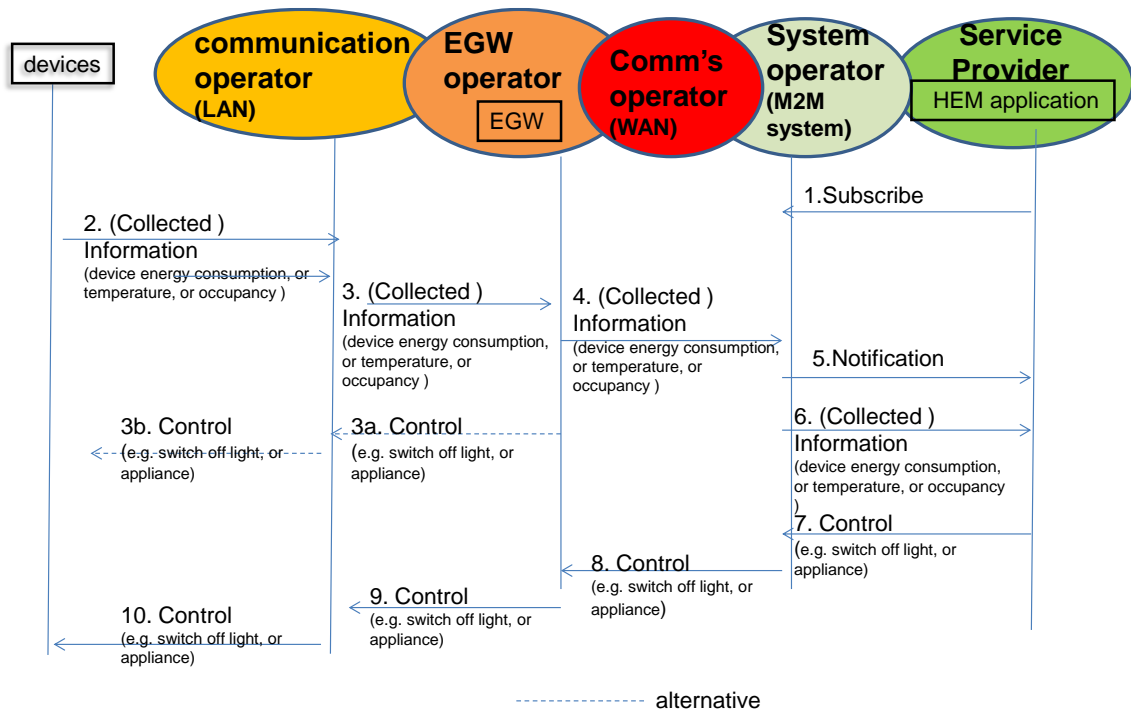 devices
communication
operator
(LAN)
EGW
operator
EGW
Comm's
operator
(WAN)
System
operator
(M2M
system)
Service
Provider
HEM application
1.Subscribe
2. (Collected )
Information
(device energy consumption, or
temperature, or occupancy )
3. (Collected )
Information
(device energy consumption,
or temperature, or
occupancy )
4. (Collected )
Information
(device energy consumption,
or temperature, or
occupancy )
5.Notification
3b. Control
(e.g. switch off light, or
appliance)
3a. Control
(e.g. switch off light, or
appliance)
6. (Collected )
Information
(device energy consumption,
or temperature, or occupancy
)
7. Control
(e.g. switch off light, or
appliance)
8. Control
(e.g. switch off light, or
appliance)
9. Control
(e.g. switch off light, or
appliance)
10. Control
(e.g. switch off light, or
appliance)
alternative